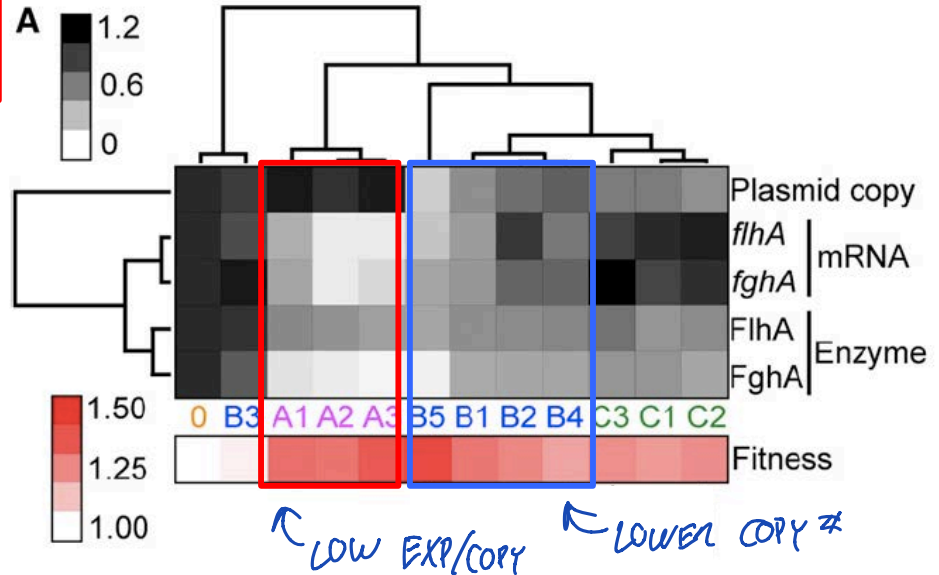 A
1.2
0.6
0
Plasmid copy
flhA
fghA
mRNA
FlhA
FghA
Enzyme
0 B3 A1 A2 A3 B5 B1 B2 B4 C3 C1 C2
1.50
1.25
1.00
Fitness
LOW EXP/COPY
LOWER COPY #